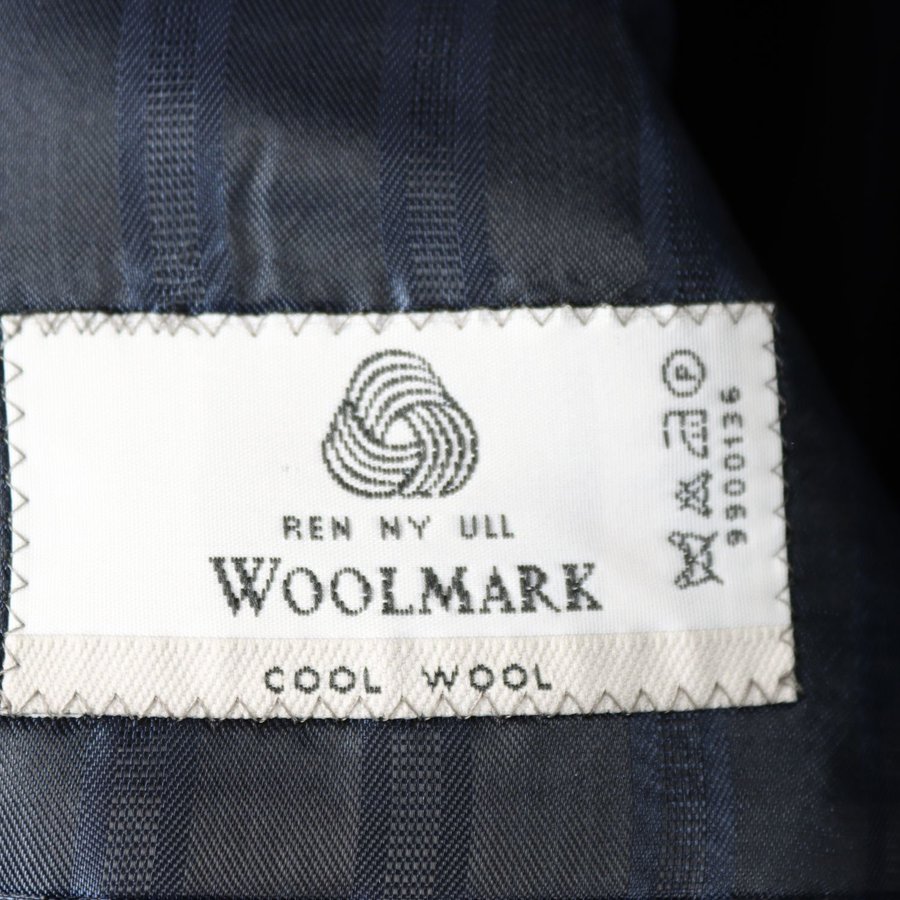 REN NY ULL
WOOLMARK
COOL WOOL
P
9900136